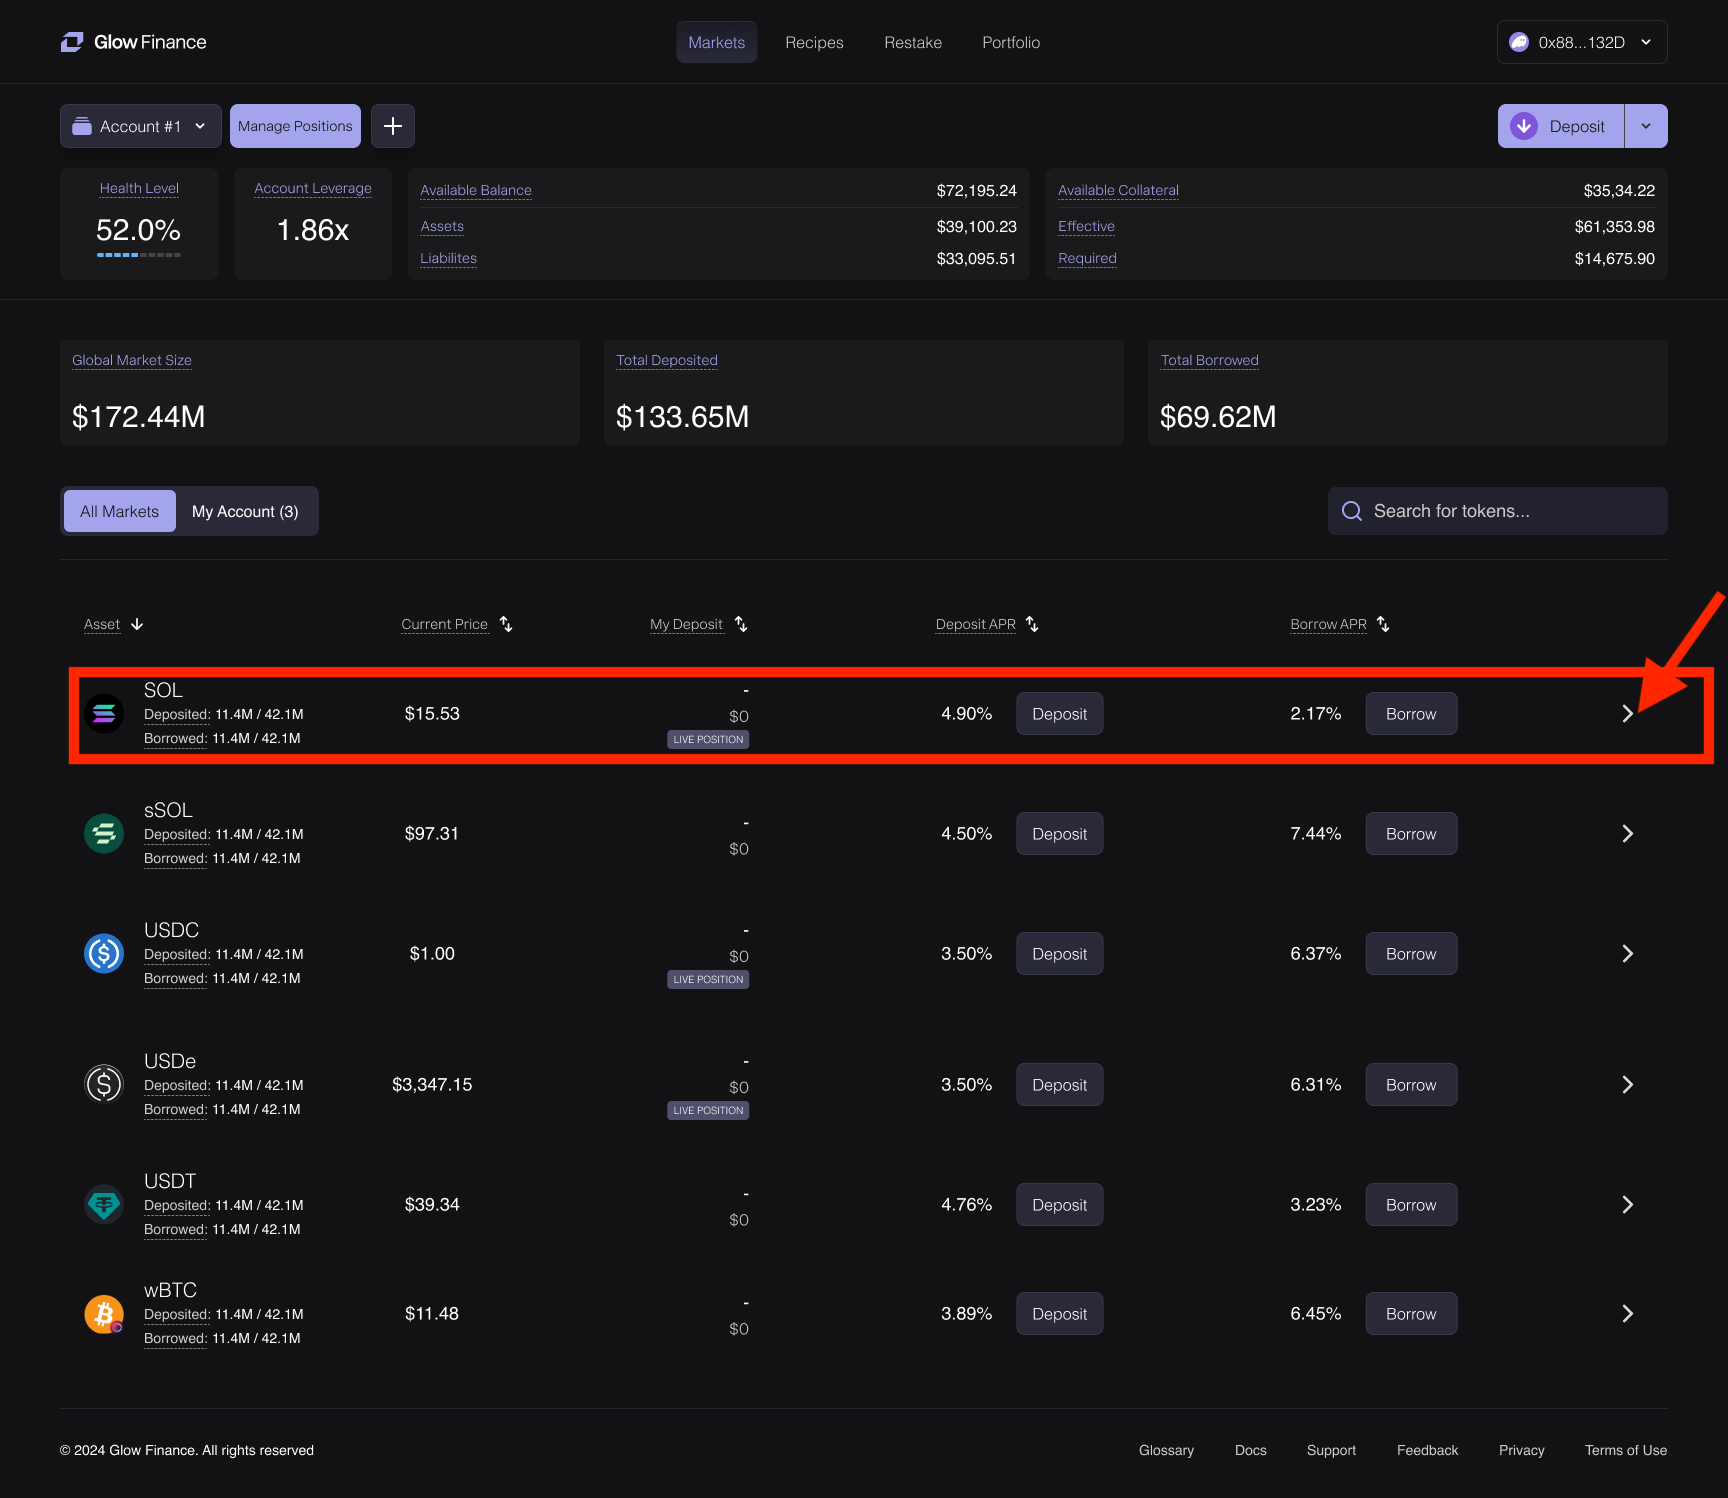 Glow Finance
Markets Recipes Restake Portfolio
0x88...132D
Account #1
Manage Positions
Deposit
Health Level
52.0%
Account Leverage
1.86x
Available Balance $72,195.24
Assets $39,100.23
Liabilites $33,095.51
Available Collateral $35,34.22
Effective $61,353.98
Required $14,675.90
Global Market Size
$172.44M
Total Deposited
$133.65M
Total Borrowed
$69.62M
All Markets My Account (3)
Search for tokens...
Asset Current Price My Deposit Deposit APR Borrow APR
SOL
Deposited: 11.4M / 42.1M
Borrowed: 11.4M / 42.1M
$15.53
-
$0
LIVE POSITION
4.90% Deposit
2.17% Borrow
sSOL
Deposited: 11.4M / 42.1M
Borrowed: 11.4M / 42.1M
$97.31
-
$0
4.50% Deposit
7.44% Borrow
USDC
Deposited: 11.4M / 42.1M
Borrowed: 11.4M / 42.1M
$1.00
-
$0
LIVE POSITION
3.50% Deposit
6.37% Borrow
USDe
Deposited: 11.4M / 42.1M
Borrowed: 11.4M / 42.1M
$3,347.15
-
$0
LIVE POSITION
3.50% Deposit
6.31% Borrow
USDT
Deposited: 11.4M / 42.1M
Borrowed: 11.4M / 42.1M
$39.34
-
$0
4.76% Deposit
3.23% Borrow
wBTC
Deposited: 11.4M / 42.1M
Borrowed: 11.4M / 42.1M
$11.48
-
$0
3.89% Deposit
6.45% Borrow
© 2024 Glow Finance. All rights reserved
Glossary Docs Support Feedback Privacy Terms of Use